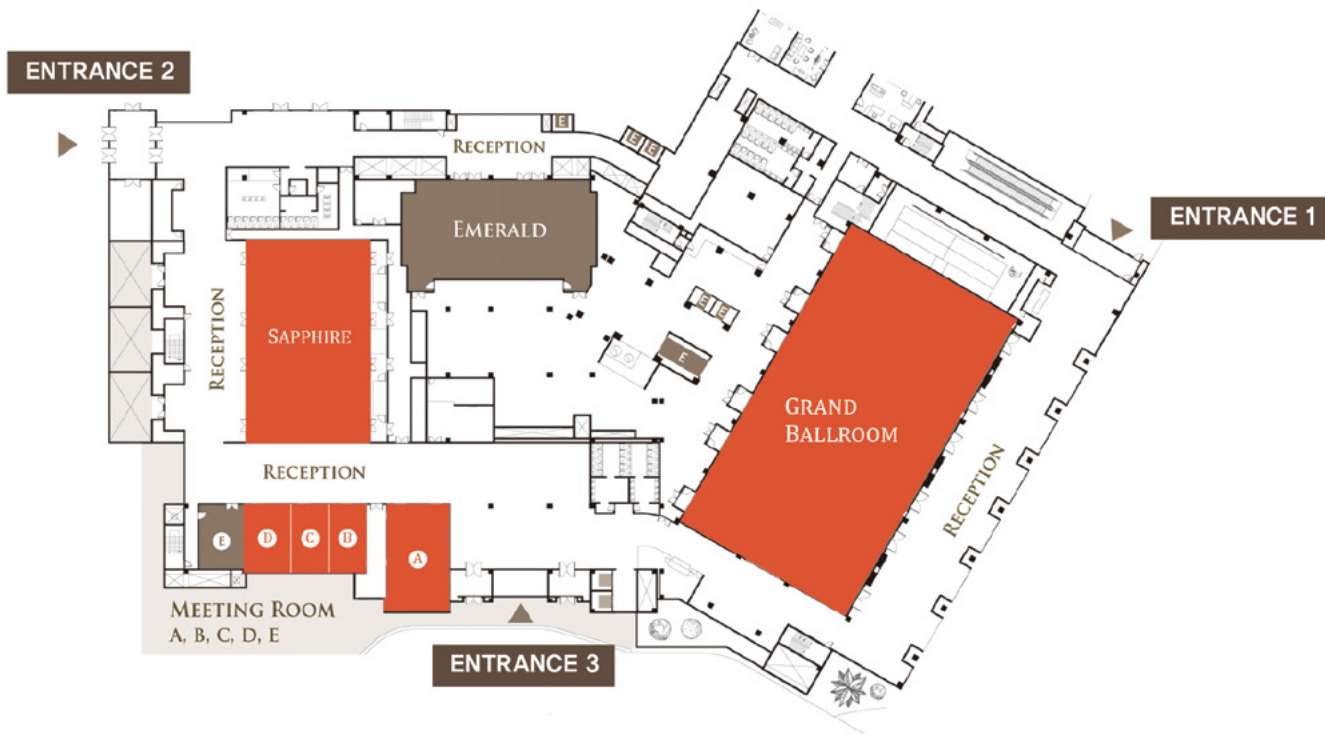 ENTRANCE 2
ENTRANCE 1
RECEPTION
E
E
E
EMERALD
SAPPHIRE
RECEPTION
E
E
E
GRAND
BALLROOM
RECEPTION
RECEPTION
E
D
C
B
A
MEETING ROOM
A, B, C, D, E
ENTRANCE 3